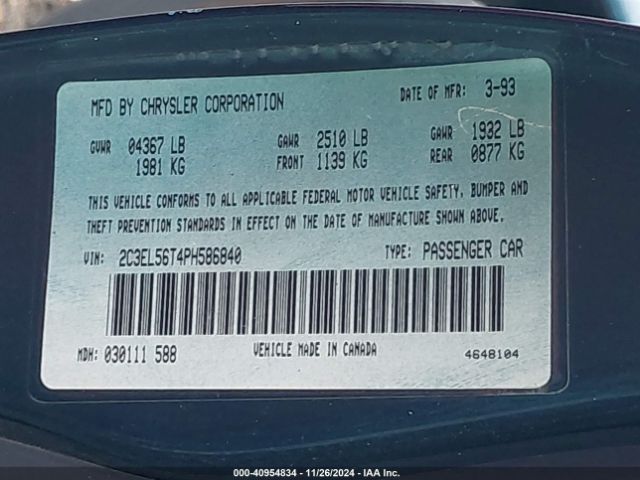 MFD BY CHRYSLER CORPORATION DATE OF MFR: 3-93
GVWR 04367 LB GAWR 2510 LB GAWR 1932 LB
1981 KG FRONT 1139 KG REAR 0877 KG
THIS VEHICLE CONFORMS TO ALL APPLICABLE FEDERAL MOTOR VEHICLE SAFETY, BUMPER AND
THEFT PREVENTION STANDARDS IN EFFECT ON THE DATE OF MANUFACTURE SHOWN ABOVE.
VIN: 2C3EL56T4PH586840 TYPE: PASSENGER CAR
MDH: 030111 588 VEHICLE MADE IN CANADA 4648104
000-40954834 - 11/26/2024 - IAA Inc.